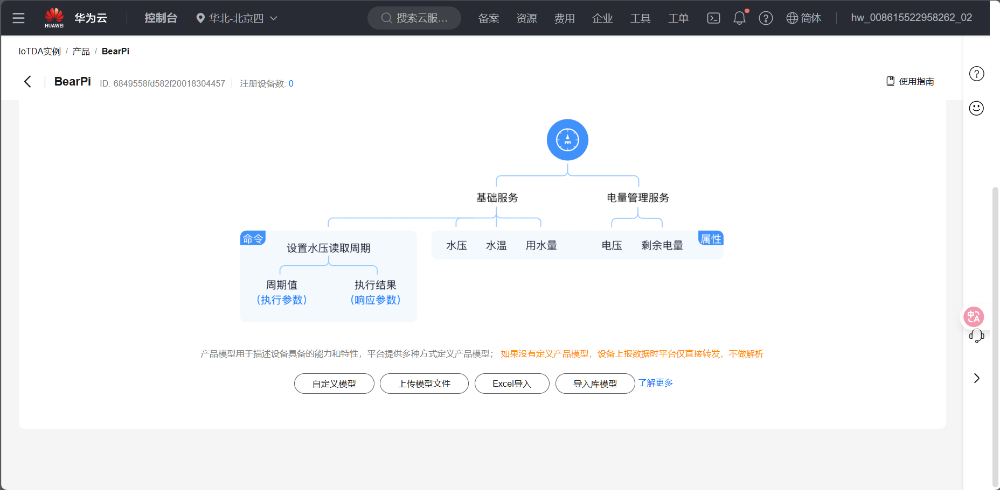 HUAWEI 华为云 控制台 华北-北京四 搜索云服... 备案 资源 费用 企业 工具 工单 简体 hw_008615522958262_02
IoTDA实例 / 产品 / BearPi
BearPi ID: 6849558fd582f20018304457 注册设备数: 0 使用指南
基础服务 电量管理服务
命令 设置水压读取周期 水压 水温 用水量 电压 剩余电量 属性
周期值 执行结果
(执行参数) (响应参数)
中A
产品模型用于描述设备具备的能力和特性，平台提供多种方式定义产品模型； 如果没有定义产品模型，设备上报数据时平台仅直接转发，不做解析
自定义模型 上传模型文件 Excel导入 导入库模型 了解更多